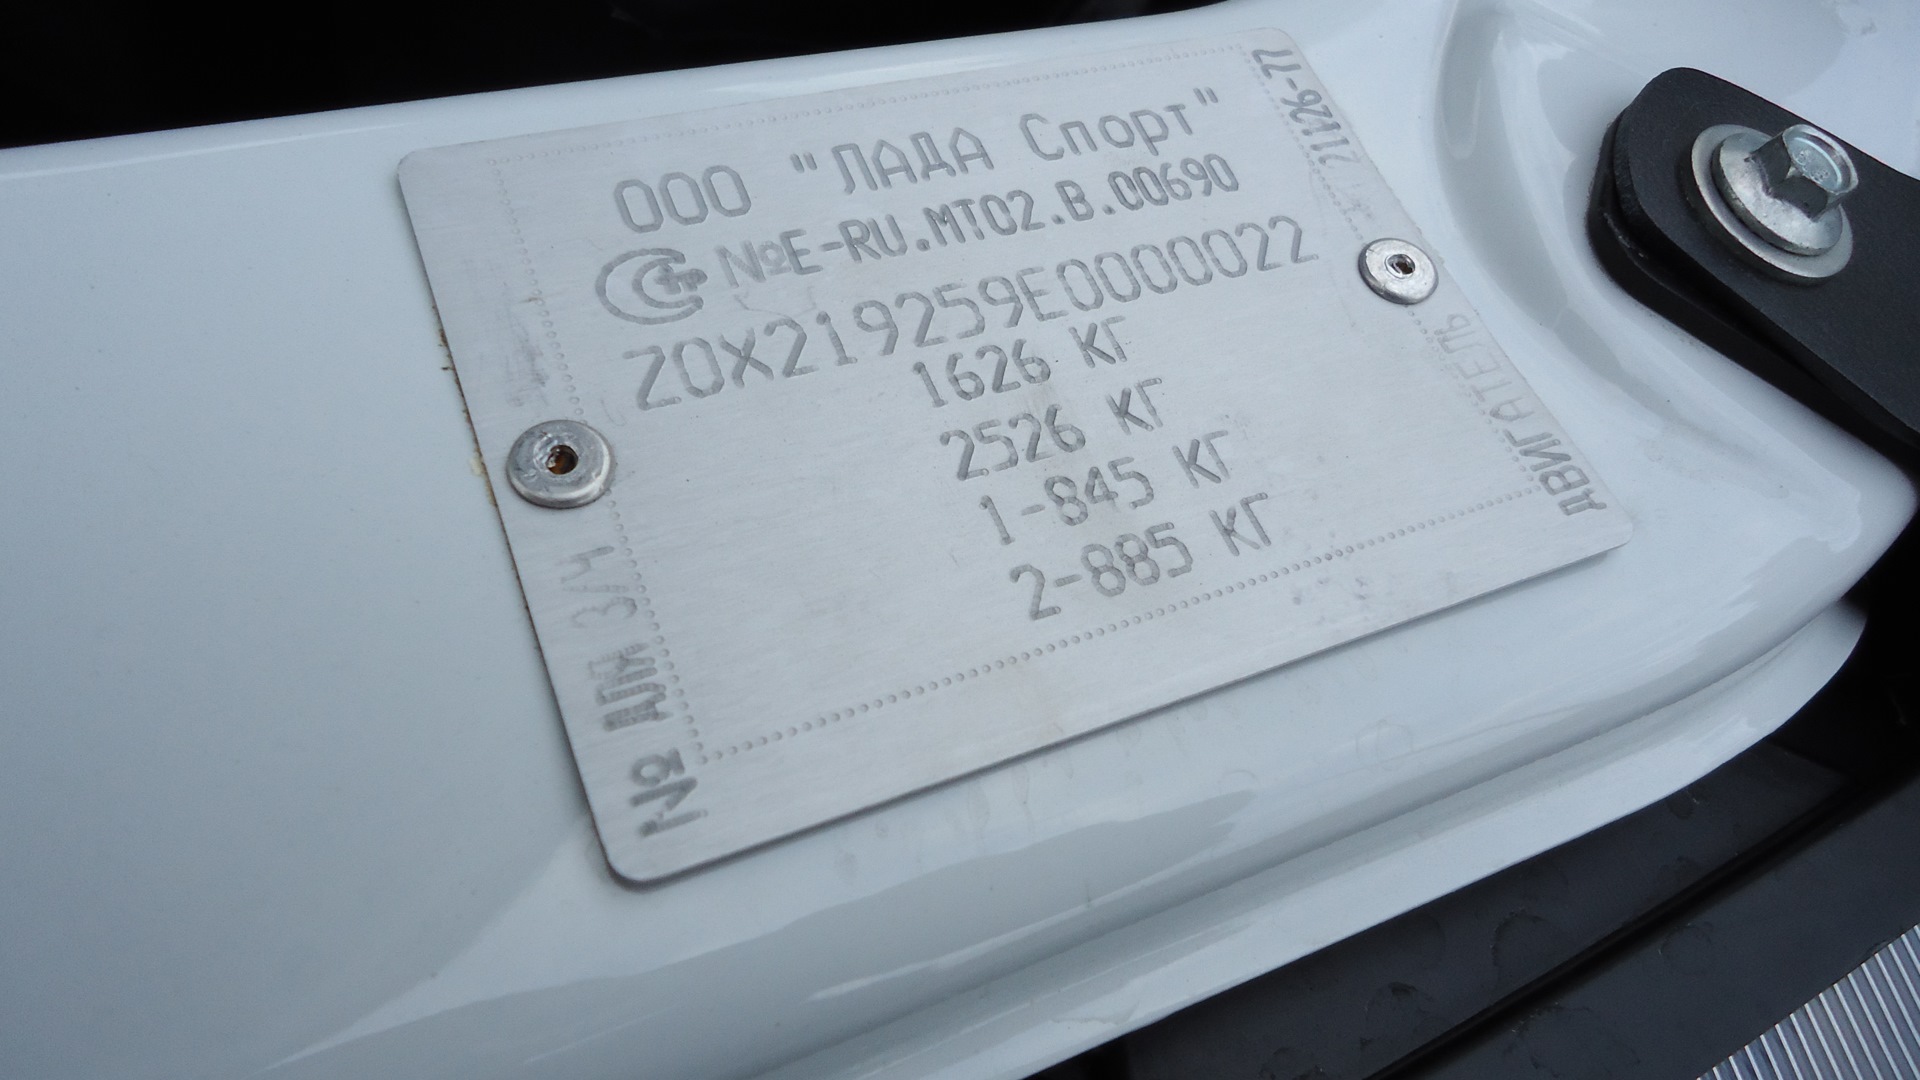 ООО "ЛАДА Спорт"
№E-RU.MT02.B.00690
Z0X219259E0000022
1626 КГ
2526 КГ
1-845 КГ
2-885 КГ
ДВИГАТЕЛЬ 21126-77
№ ДЛЯ З/Ч